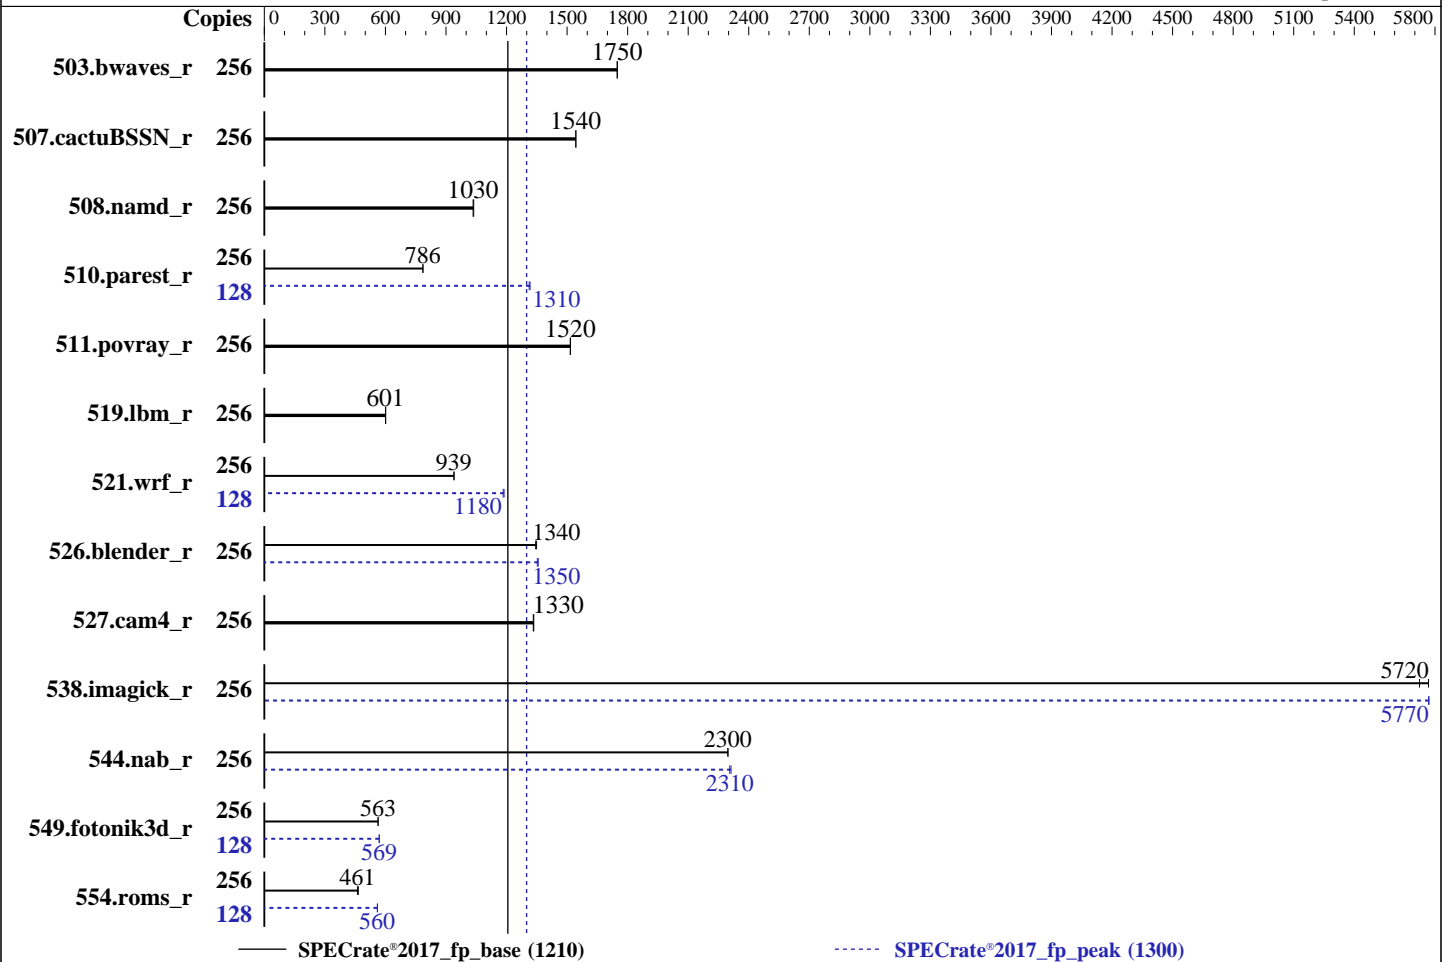 Copies 0 300 600 900 1200 1500 1800 2100 2400 2700 3000 3300 3600 3900 4200 4500 4800 5100 5400 5800
503.bwaves_r 256 1750
507.cactuBSSN_r 256 1540
508.namd_r 256 1030
256 786
510.parest_r
128 1310
511.povray_r 256 1520
519.lbm_r 256 601
256 939
521.wrf_r
128 1180
1340
526.blender_r 256
1350
527.cam4_r 256 1330
5720
538.imagick_r 256
5770
2300
544.nab_r 256
2310
256 563
549.fotonik3d_r
128 569
256 461
554.roms_r
128 560
SPECrate®2017_fp_base (1210) SPECrate®2017_fp_peak (1300)